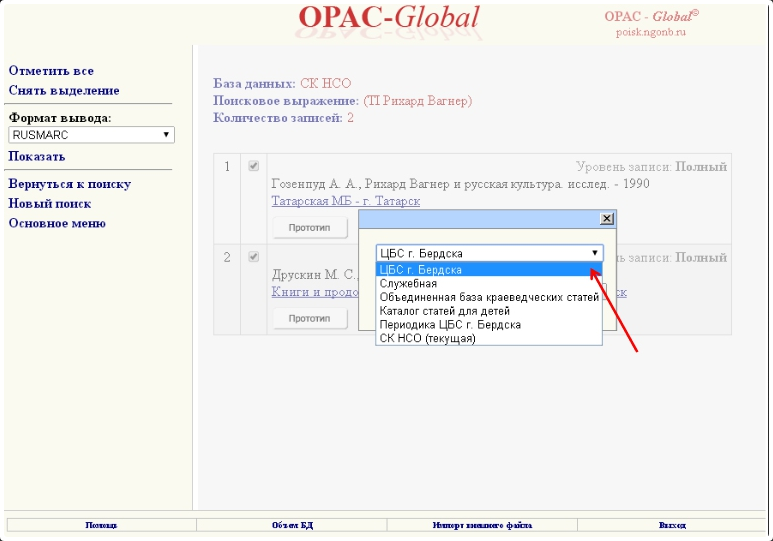 OPAC-Global
OPAC - Global©
poisk.ngonb.ru
Отметить все
Снять выделение
Формат вывода:
RUSMARC
Показать
Вернуться к поиску
Новый поиск
Основное меню
База данных: СК НСО
Поисковое выражение: (TI Рихард Вагнер)
Количество записей: 2
1
Уровень записи: Полный
Гозенпуд А. А., Рихард Вагнер и русская культура. исслед. - 1990
Татарская МБ - г. Татарск
Прототип
2
запис: Полный
Друскин М. С.,
Книги и продо
ск
Прототип
ЦБС г. Бердска
ЦБС г. Бердска
Служебная
Объединенная база краеведческих статей
Каталог статей для детей
Периодика ЦБС г. Бердска
СК НСО (текущая)
Помощь
Объем БД
Импорт внешнего файла
Выход